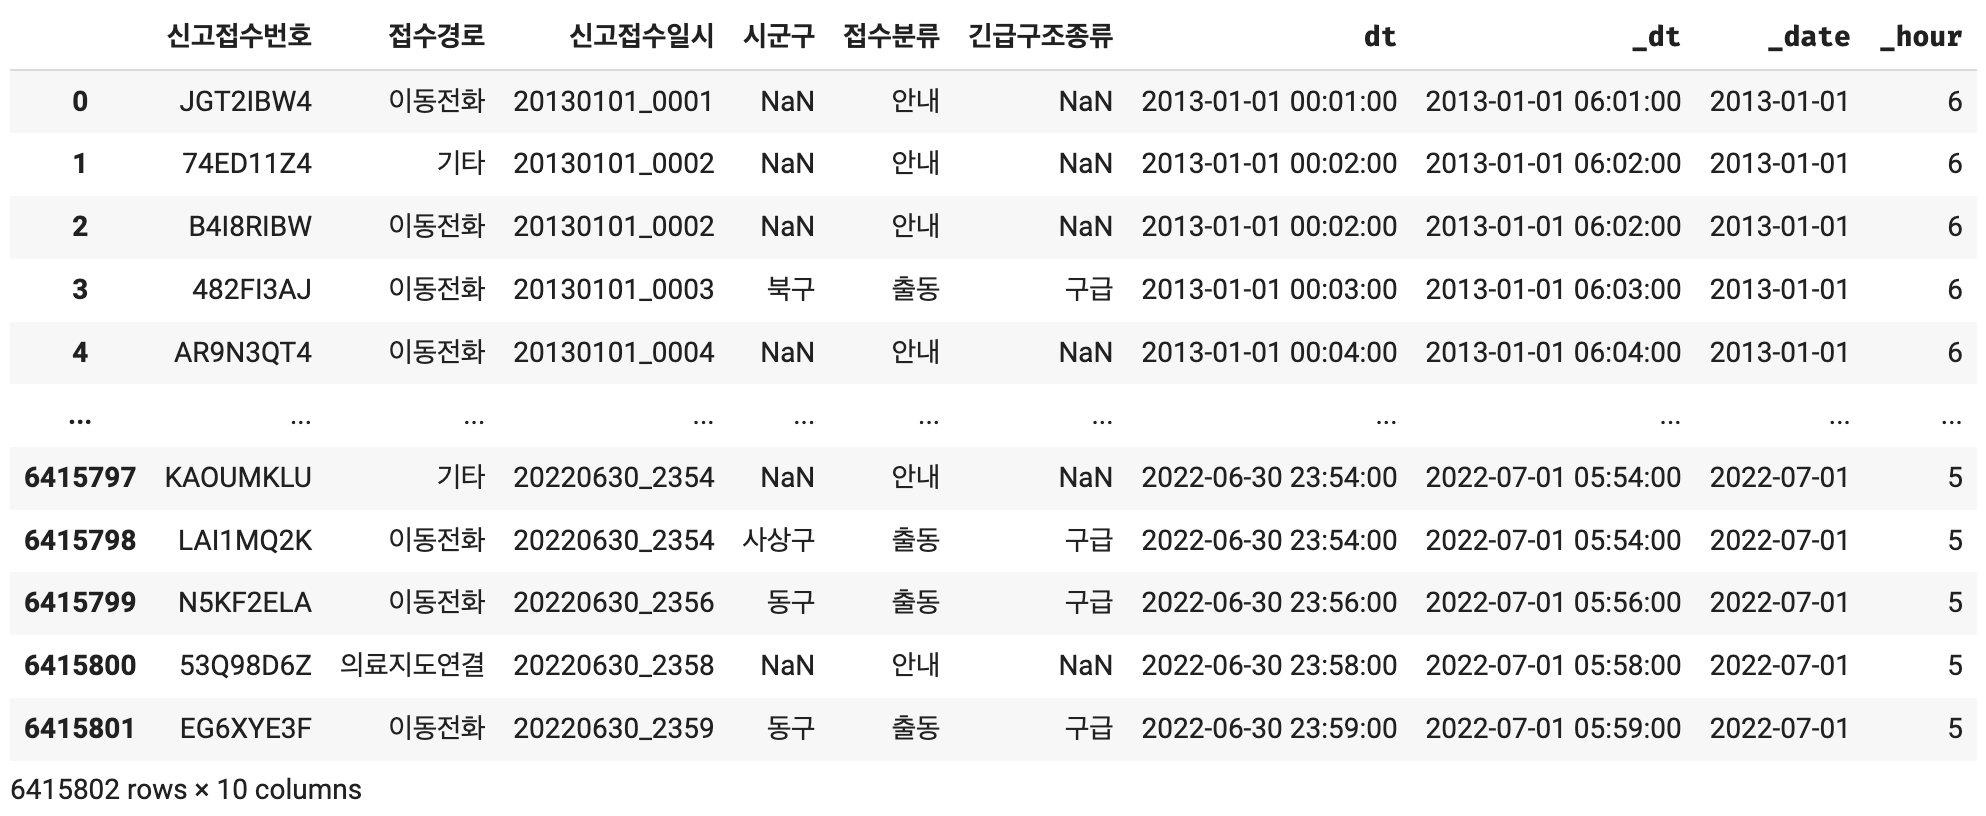 신고접수번호 접수경로 신고접수일시 시군구 접수분류 긴급구조종류 dt _dt _date _hour
0 JGT2IBW4 이동전화 20130101_0001 NaN 안내 NaN 2013-01-01 00:01:00 2013-01-01 06:01:00 2013-01-01 6
1 74ED11Z4 기타 20130101_0002 NaN 안내 NaN 2013-01-01 00:02:00 2013-01-01 06:02:00 2013-01-01 6
2 B4I8RIBW 이동전화 20130101_0002 NaN 안내 NaN 2013-01-01 00:02:00 2013-01-01 06:02:00 2013-01-01 6
3 482FI3AJ 이동전화 20130101_0003 북구 출동 구급 2013-01-01 00:03:00 2013-01-01 06:03:00 2013-01-01 6
4 AR9N3QT4 이동전화 20130101_0004 NaN 안내 NaN 2013-01-01 00:04:00 2013-01-01 06:04:00 2013-01-01 6
... ... ... ... ... ... ... ... ... ... ...
6415797 KAOUMKLU 기타 20220630_2354 NaN 안내 NaN 2022-06-30 23:54:00 2022-07-01 05:54:00 2022-07-01 5
6415798 LAI1MQ2K 이동전화 20220630_2354 사상구 출동 구급 2022-06-30 23:54:00 2022-07-01 05:54:00 2022-07-01 5
6415799 N5KF2ELA 이동전화 20220630_2356 동구 출동 구급 2022-06-30 23:56:00 2022-07-01 05:56:00 2022-07-01 5
6415800 53Q98D6Z 의료지도연결 20220630_2358 NaN 안내 NaN 2022-06-30 23:58:00 2022-07-01 05:58:00 2022-07-01 5
6415801 EG6XYE3F 이동전화 20220630_2359 동구 출동 구급 2022-06-30 23:59:00 2022-07-01 05:59:00 2022-07-01 5
6415802 rows × 10 columns